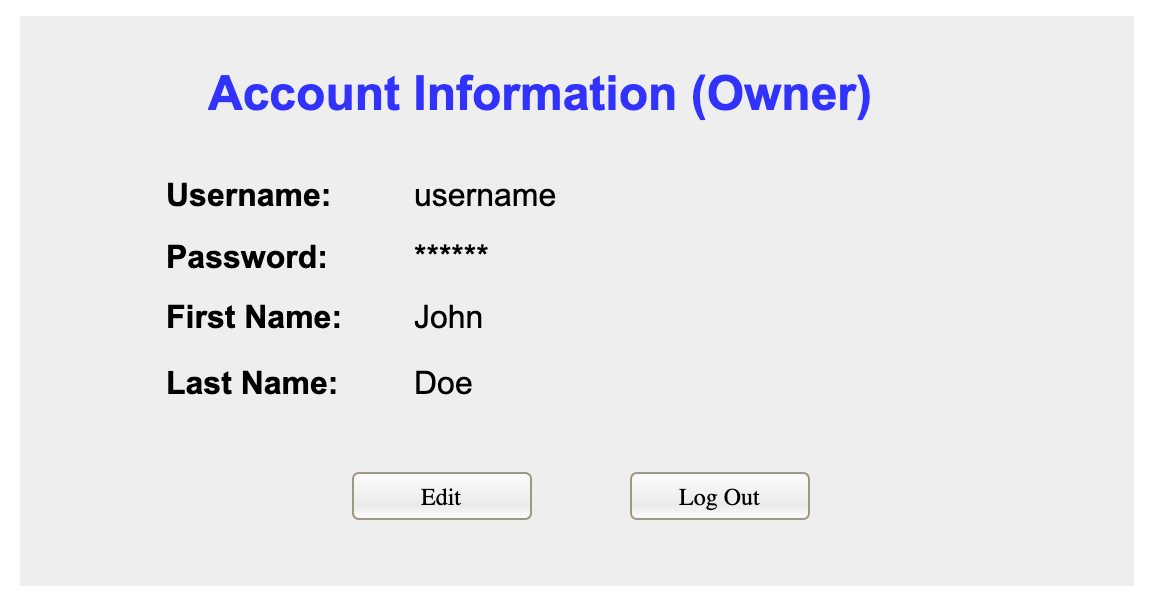 Account Information (Owner)
Username: username
Password: ******
First Name: John
Last Name: Doe
Edit Log Out